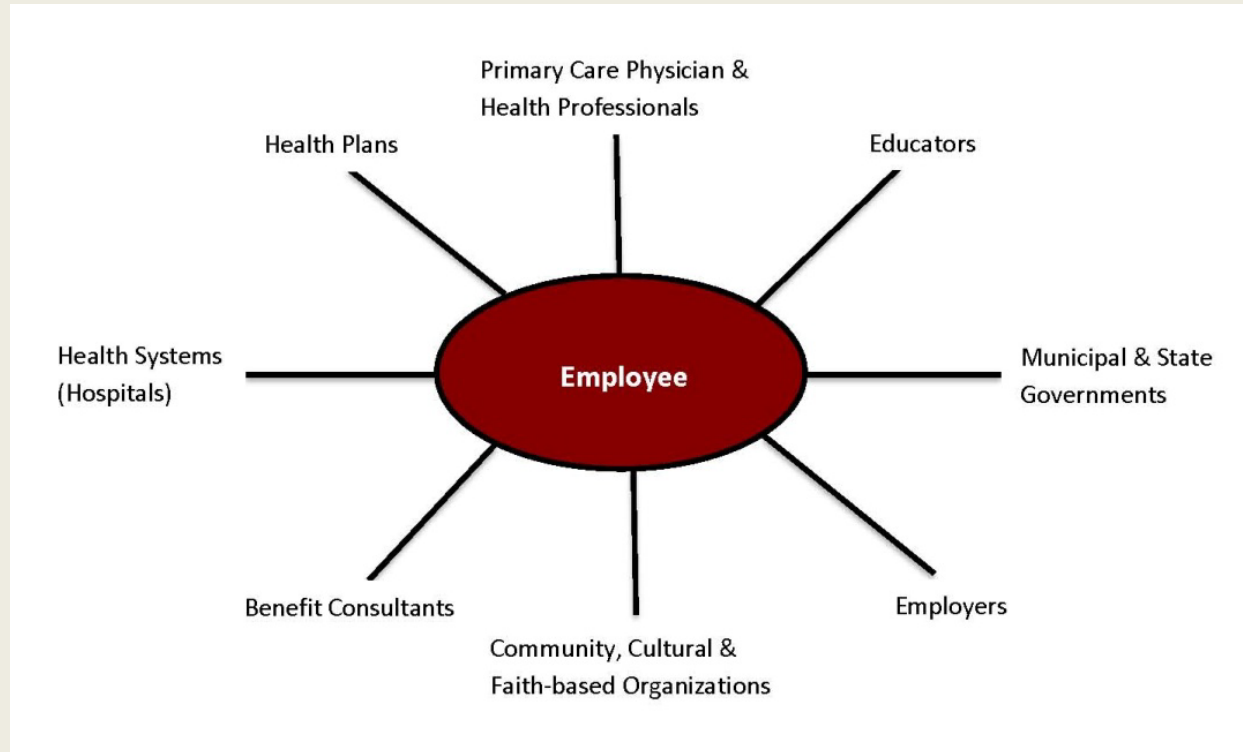 Primary Care Physician &
Health Professionals
Health Plans
Educators
Health Systems
(Hospitals)
Employee
Municipal & State
Governments
Benefit Consultants
Employers
Community, Cultural &
Faith-based Organizations